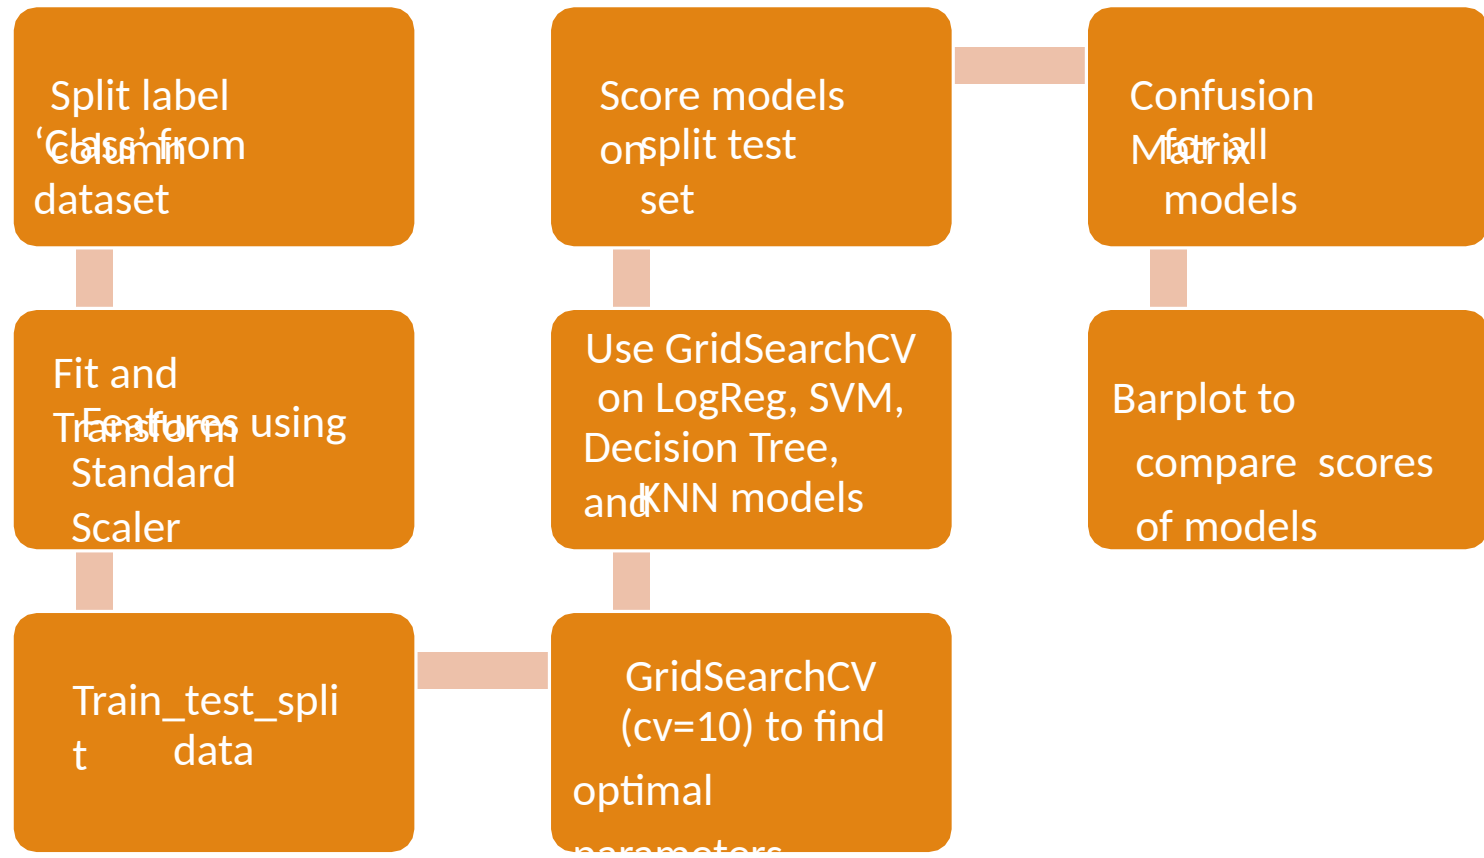 Split label
column
‘Class’ from
dataset
Fit and
Transform
Features using
Standard
Scaler
Train_test_spli
t
data
GridSearchCV
(cv=10) to find
optimal
parameters
Use GridSearchCV
on LogReg, SVM,
Decision Tree,
and
KNN models
Score models
on
split test
set
Confusion
Matrix
for all
models
Barplot to
compare scores
of models